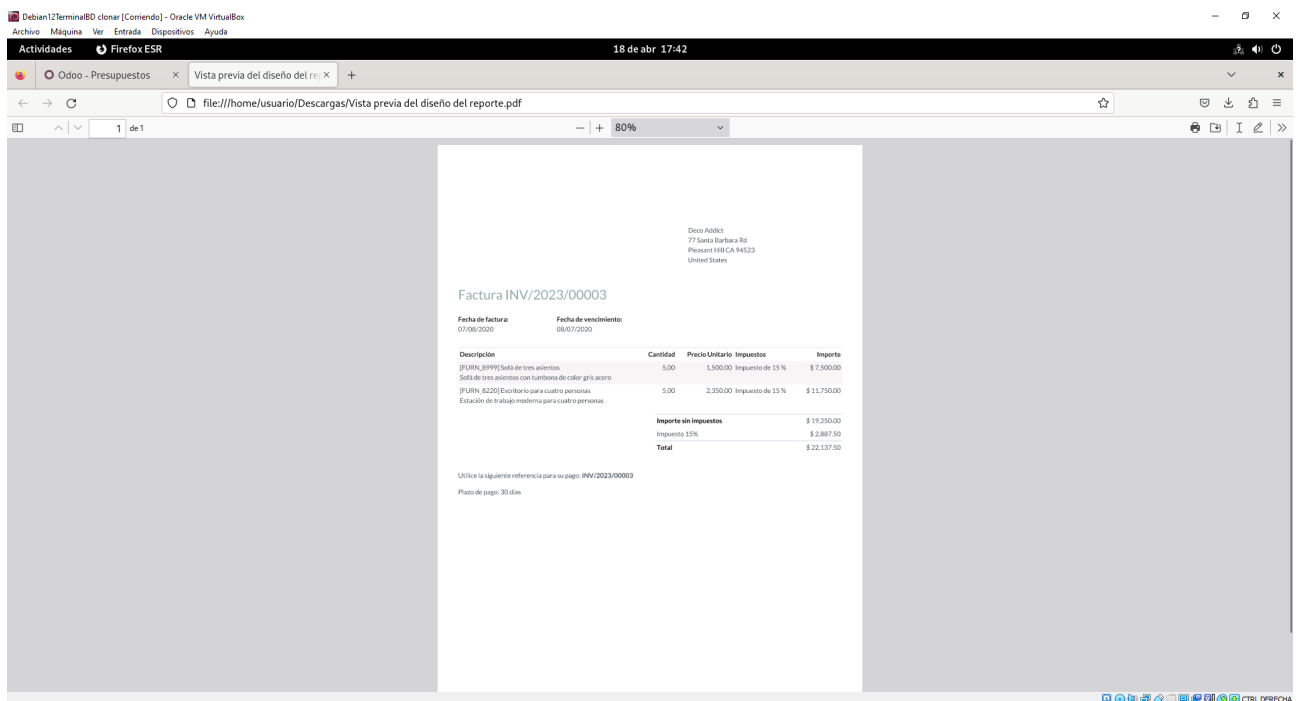 Debian12TerminalBD clonar [Corriendo] - Oracle VM VirtualBox
Archivo Máquina Ver Entrada Dispositivos Ayuda
Actividades Firefox ESR 18 de abr 17:42
Odoo - Presupuestos × Vista previa del diseño del re × +
file:///home/usuario/Descargas/Vista previa del diseño del reporte.pdf
1 de 1 − + 80%
Deco Addict
77 Santa Barbara Rd
Pleasant Hill CA 94523
United States
Factura INV/2023/00003
Fecha de factura: Fecha de vencimiento:
07/08/2020 08/07/2020
Descripción Cantidad Precio Unitario Impuestos Importe
[FURN_8999] Sofá de tres asientos 5,00 1,500.00 Impuesto de 15 % $ 7,500.00
Sofá de tres asientos con tumbona de color gris acero
[FURN_8220] Escritorio para cuatro personas 5,00 2,350.00 Impuesto de 15 % $ 11,750.00
Estación de trabajo moderna para cuatro personas
Importe sin impuestos $ 19,250.00
Impuesto 15% $ 2,887.50
Total $ 22,137.50
Utilice la siguiente referencia para su pago: INV/2023/00003
Plazo de pago: 30 días
CTRL DERECHA